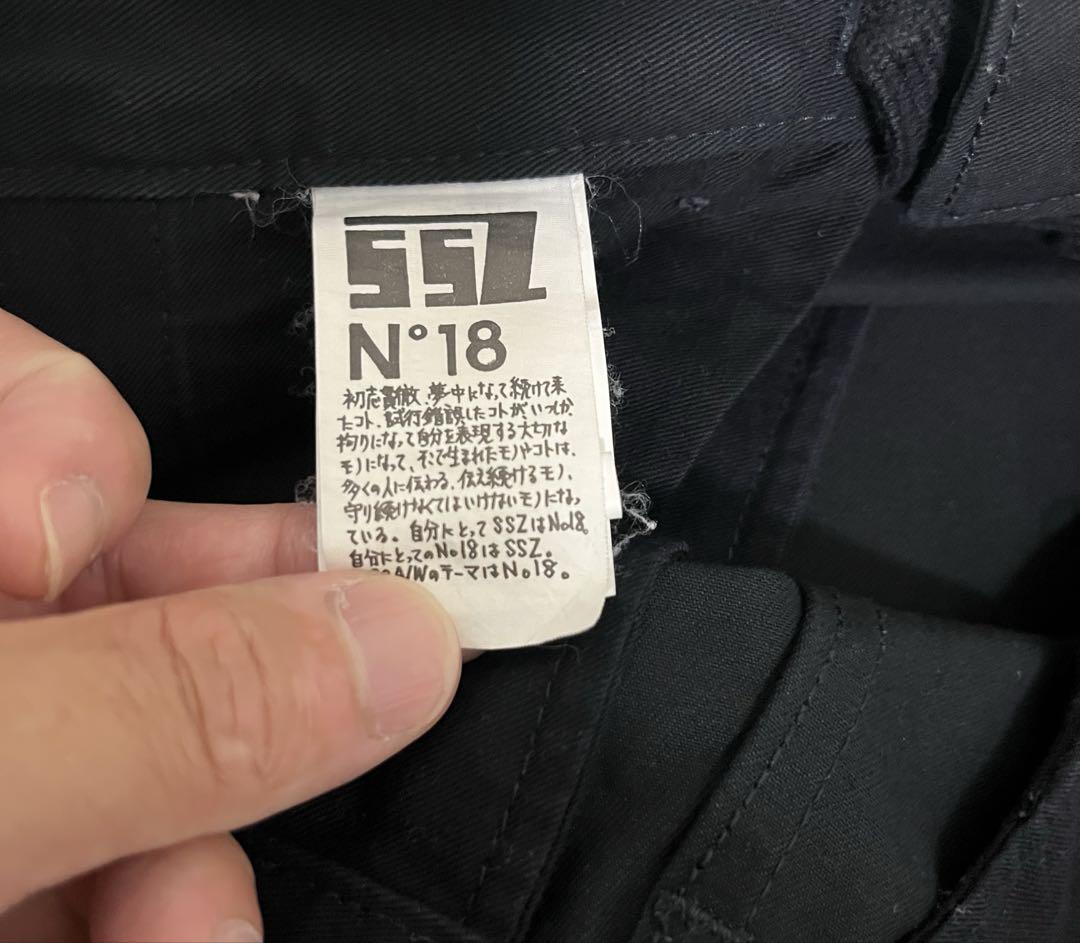 SSZ
N°18
初志貫徹、夢中になって続けて来
たコト、試行錯誤したコトが、いつしか
拘りになって自分を表現する大切な
モノになって、そこで生まれたモノやコトは、
多くの人に伝わる、伝え続けるモノ、
守り続けなくてはいけないモノになっ
ている。自分にとってSSZはNo18。
自分にとってのNo18はSSZ。
A/WのテーマはNo18。